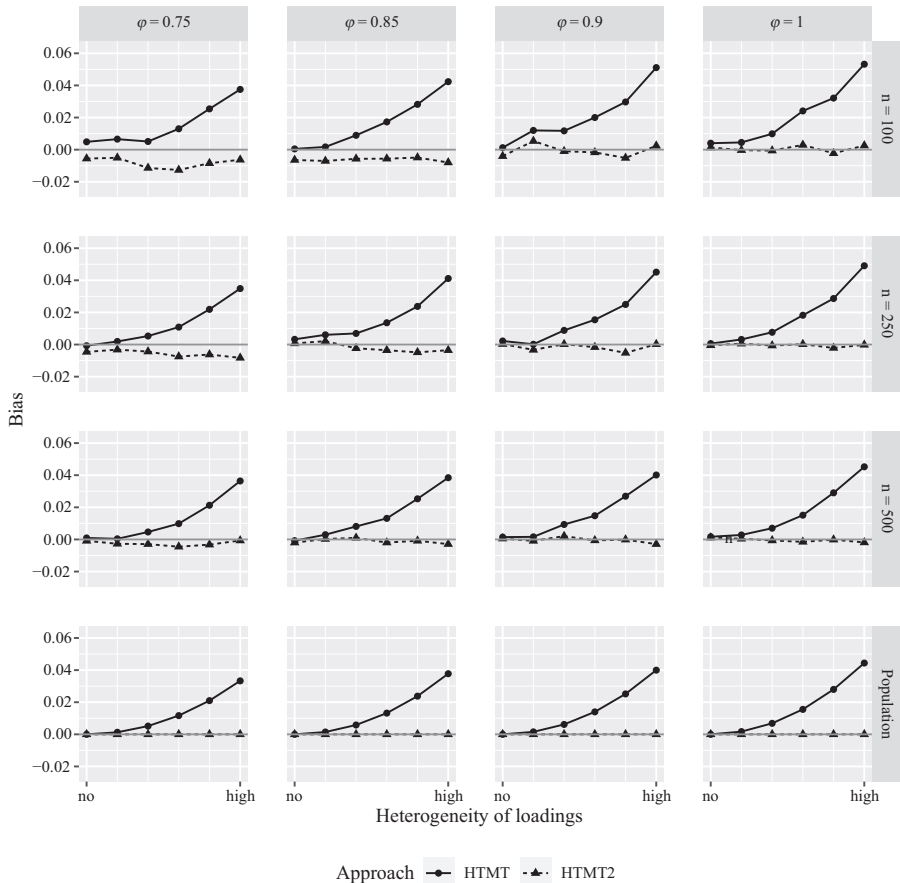 φ = 0.75
φ = 0.85
φ = 0.9
φ = 1
0.06
0.04
0.02
0.00
−0.02
n = 100
0.06
0.04
0.02
0.00
−0.02
n = 250
Bias
0.06
0.04
0.02
0.00
−0.02
n = 500
0.06
0.04
0.02
0.00
−0.02
Population
no high no high no high no high
Heterogeneity of loadings
Approach HTMT HTMT2